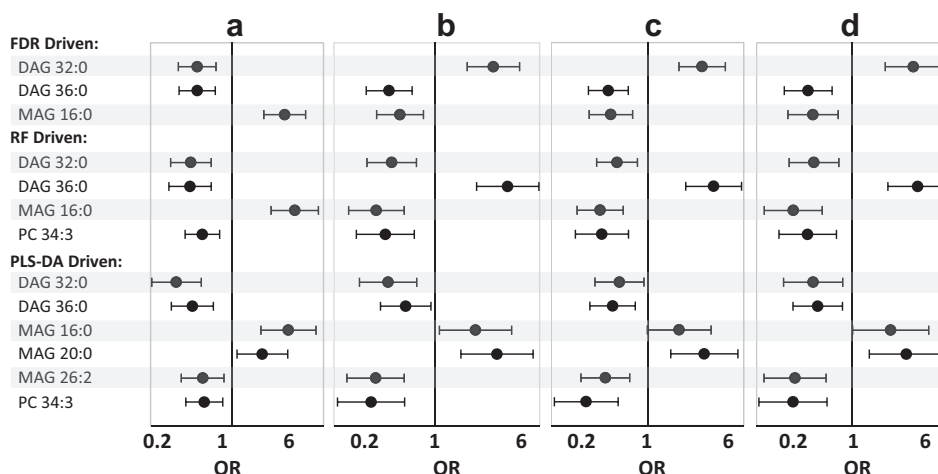 a b c d
FDR Driven:
DAG 32:0
DAG 36:0
MAG 16:0
RF Driven:
DAG 32:0
DAG 36:0
MAG 16:0
PC 34:3
PLS-DA Driven:
DAG 32:0
DAG 36:0
MAG 16:0
MAG 20:0
MAG 26:2
PC 34:3
0.2 1 6 0.2 1 6 0.2 1 6 0.2 1 6
OR OR OR OR